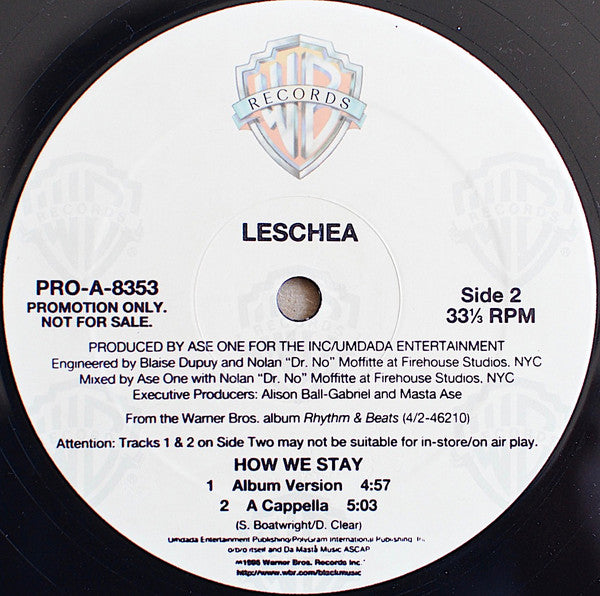 RECORDS
LESCHEA
PRO-A-8353
PROMOTION ONLY.
NOT FOR SALE.
Side 2
33⅓ RPM
PRODUCED BY ASE ONE FOR THE INC/UMDADA ENTERTAINMENT
Engineered by Blaise Dupuy and Nolan "Dr. No" Moffitte at Firehouse Studios, NYC
Mixed by Ase One with Nolan "Dr. No" Moffitte at Firehouse Studios, NYC
Executive Producers: Alison Ball-Gabriel and Masta Ase
From the Warner Bros. album Rhythm & Beats (4/2-46210)
Attention: Tracks 1 & 2 on Side Two may not be suitable for in-store/on air play.
HOW WE STAY
1 Album Version 4:57
2 A Cappella 5:03
(S. Boatwright/D. Clear)
Umdada Entertainment Publishing/PolyGram International Publishing
o/b/o itself and Da Masta Music ASCAP
Warner Bros. Records Inc.
http://www.wbr.com/blackmusic